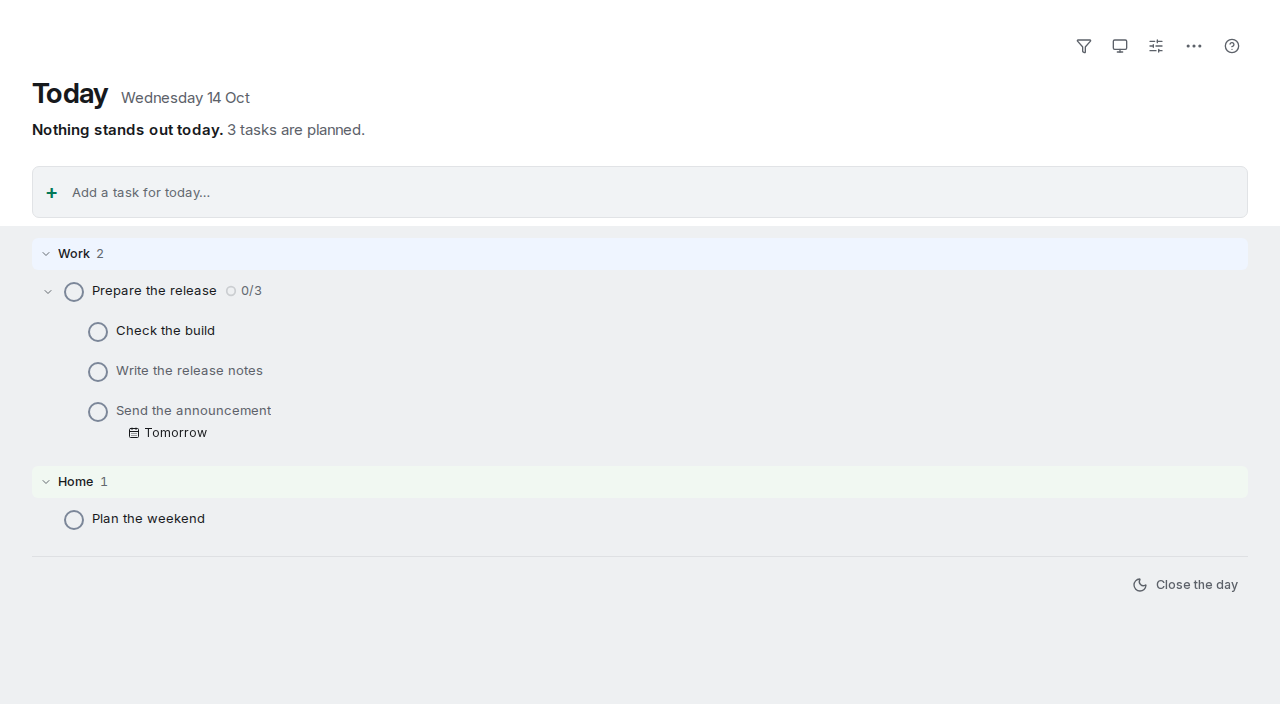 Today Wednesday 14 Oct
Nothing stands out today. 3 tasks are planned.
+ Add a task for today...
Work 2
Prepare the release 0/3
Check the build
Write the release notes
Send the announcement
Tomorrow
Home 1
Plan the weekend
Close the day